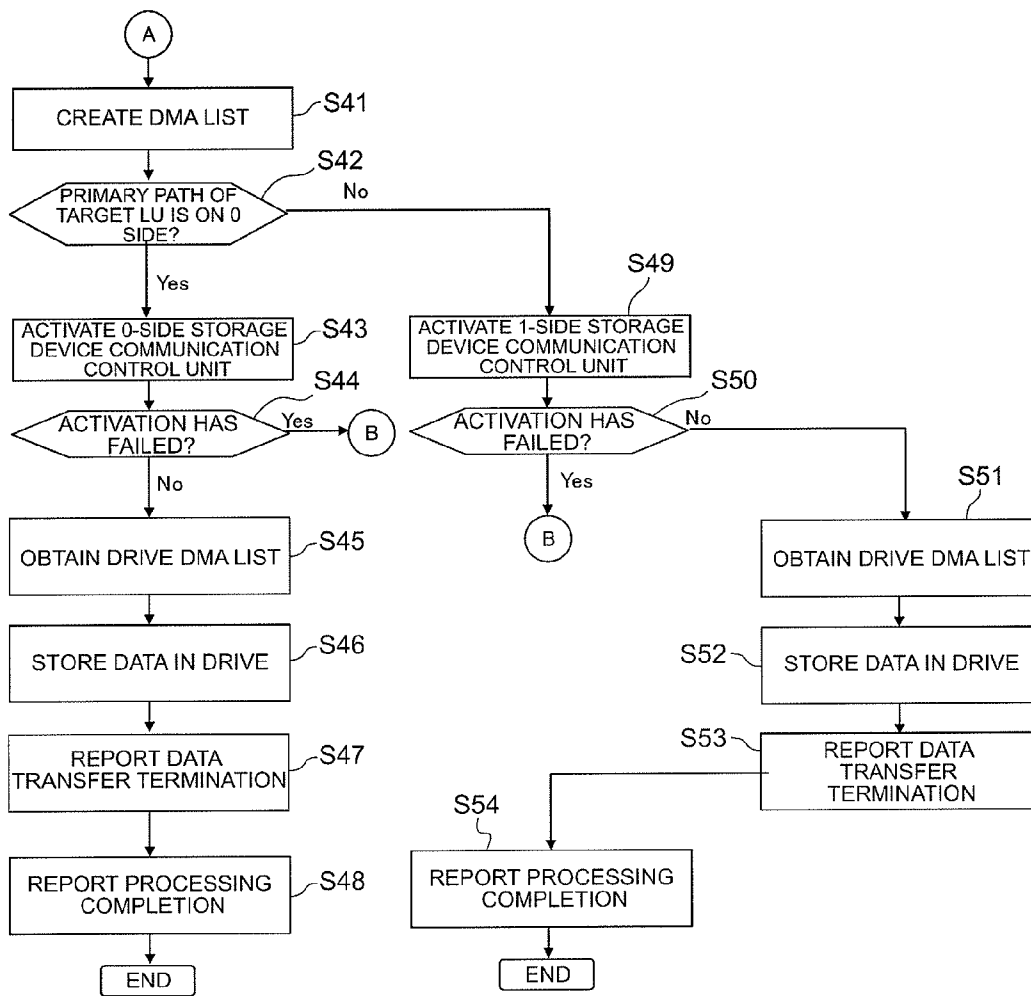 A
CREATE DMA LIST
S41
S42
PRIMARY PATH OF
TARGET LU IS ON 0
SIDE?
No
Yes
S43
ACTIVATE 0-SIDE STORAGE
DEVICE COMMUNICATION
CONTROL UNIT
S49
ACTIVATE 1-SIDE STORAGE
DEVICE COMMUNICATION
CONTROL UNIT
S44
ACTIVATION HAS
FAILED?
Yes
B
No
S50
ACTIVATION HAS
FAILED?
No
Yes
B
S45
OBTAIN DRIVE DMA LIST
S51
OBTAIN DRIVE DMA LIST
S46
STORE DATA IN DRIVE
S52
STORE DATA IN DRIVE
S47
REPORT DATA
TRANSFER TERMINATION
S53
REPORT DATA
TRANSFER
TERMINATION
S48
REPORT PROCESSING
COMPLETION
S54
REPORT PROCESSING
COMPLETION
END
END